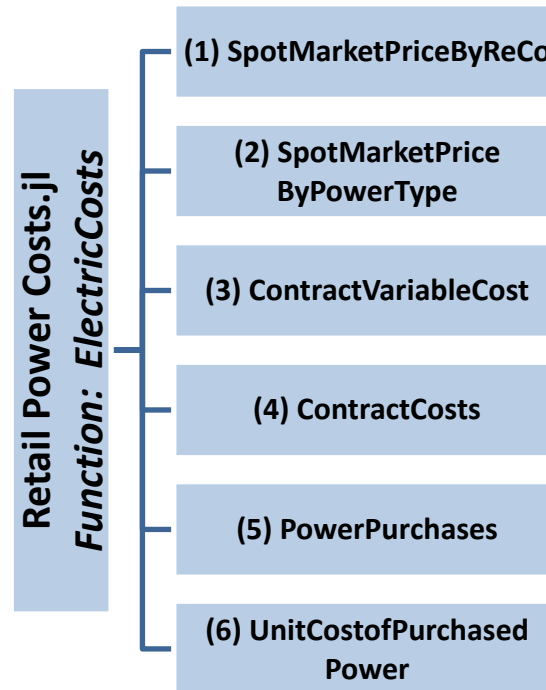 Retail Power Costs.jl
Function: ElectricCosts
(1) SpotMarketPriceByReCo
(2) SpotMarketPrice
ByPowerType
(3) ContractVariableCost
(4) ContractCosts
(5) PowerPurchases
(6) UnitCostofPurchased
Power